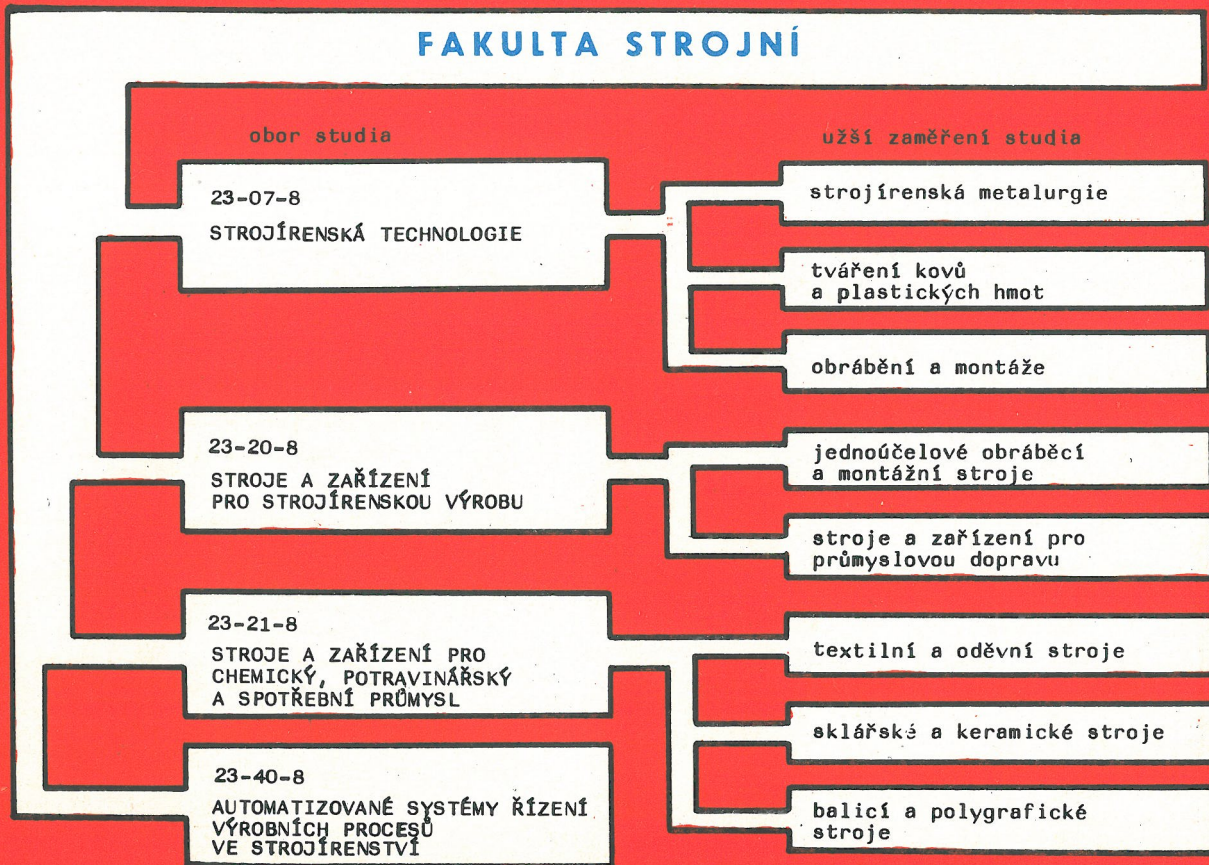 FAKULTA STROJNÍ
obor studia
užší zaměření studia
23-07-8
STROJÍRENSKÁ TECHNOLOGIE
strojírenská metalurgie
tváření kovů
a plastických hmot
obrábění a montáže
23-20-8
STROJE A ZAŘÍZENÍ
PRO STROJÍRENSKOU VÝROBU
jednoúčelové obráběcí
a montážní stroje
stroje a zařízení pro
průmyslovou dopravu
23-21-8
STROJE A ZAŘÍZENÍ PRO
CHEMICKÝ, POTRAVINÁŘSKÝ
A SPOTŘEBNÍ PRŮMYSL
textilní a oděvní stroje
sklářské a keramické stroje
balicí a polygrafické
stroje
23-40-8
AUTOMATIZOVANÉ SYSTÉMY ŘÍZENÍ
VÝROBNÍCH PROCESŮ
VE STROJÍRENSTVÍ